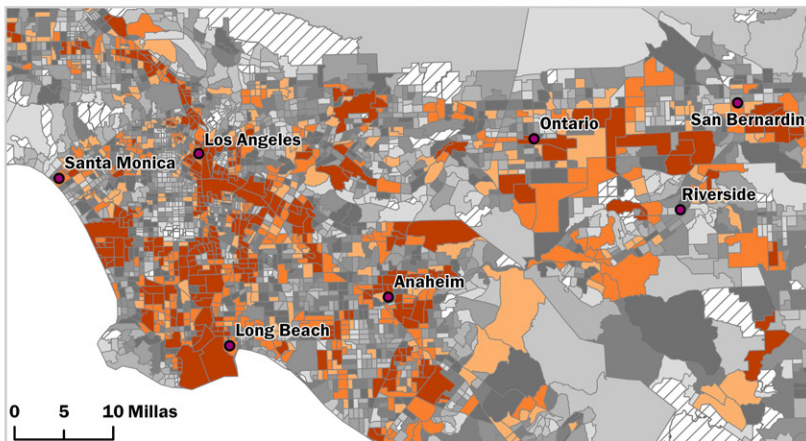 Los Angeles
Santa Monica
Ontario
San Bernardin
Riverside
Anaheim
Long Beach
0 5 10 Millas